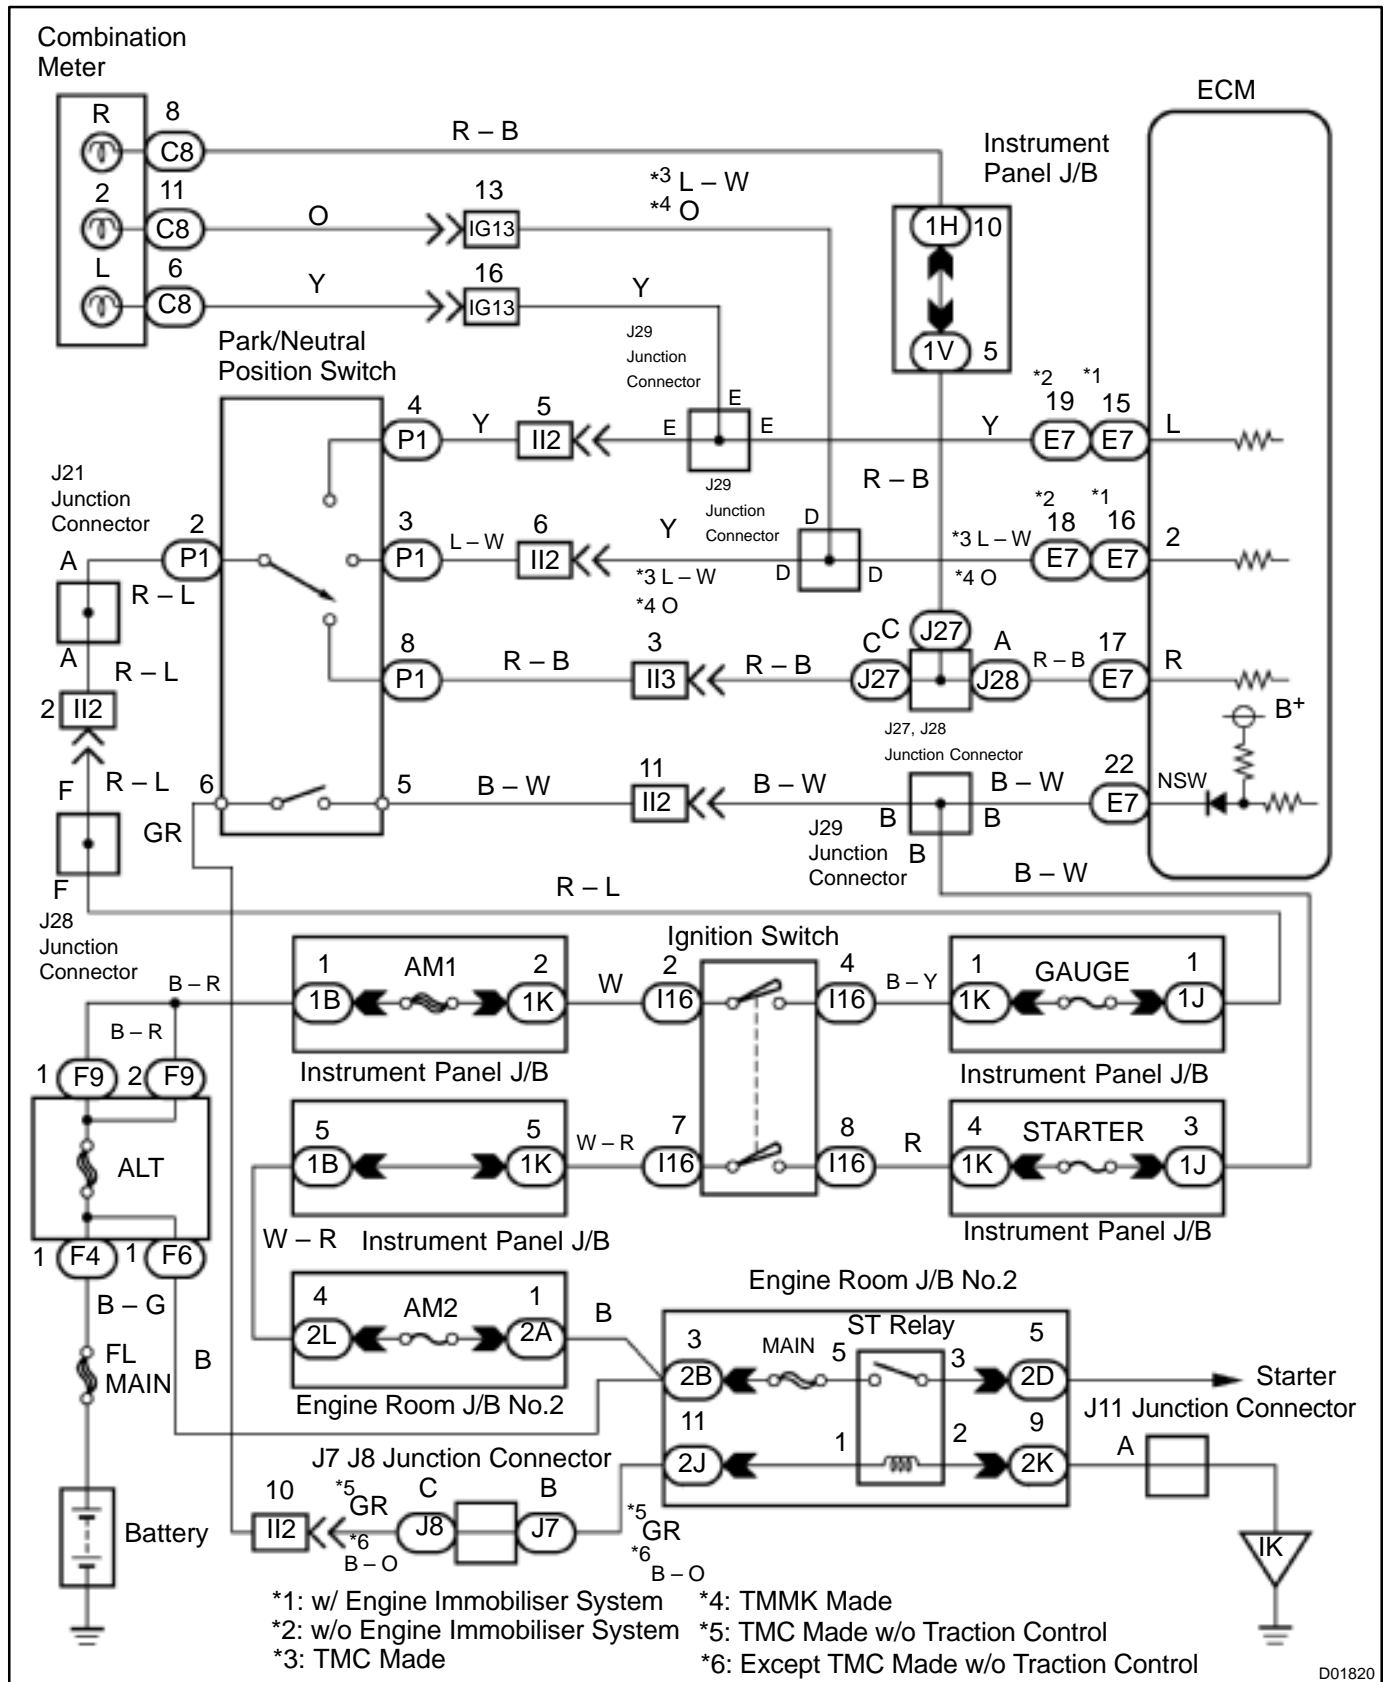 Combination
Meter
ECM
R 8
C8
R – B
Instrument
Panel J/B
2 11
C8
O
13
IG13
*3 L – W
*4 O
1H 10
L 6
C8
Y
16
IG13
Y
J29
Junction
Connector
1V 5
Park/Neutral
Position Switch
4
P1
Y
5
II2
E
E
E
Y
*2
19
E7
*1
15
E7
L
J21
Junction
Connector
J29
Junction
Connector
R – B
2
P1
3
P1
L – W
6
II2
Y
*3 L – W
*4 O
D
D
D
*3 L – W
*4 O
*2
18
E7
*1
16
E7
2
A
R – L
A
R – L
8
P1
R – B
3
II3
R – B
C
J27
C
J27
A
J28
R – B
17
E7
R
2 II2
J27, J28
Junction Connector
B+
R – L
F
6
5
B – W
11
II2
B – W
B
B
B
B – W
22
E7
NSW
GR
J29
Junction
Connector
B – W
F
J28
Junction
Connector
R – L
Ignition Switch
B – R
1
1B
AM1
2
1K
W
2
I16
4
I16
B – Y
1
1K
GAUGE
1
1J
B – R
Instrument Panel J/B
Instrument Panel J/B
1 F9
2 F9
ALT
5
1B
5
1K
W – R
7
I16
8
I16
R
4
1K
STARTER
3
1J
W – R
Instrument Panel J/B
Instrument Panel J/B
1 F4
1 F6
B – G
FL
MAIN
B
4
2L
AM2
1
2A
B
Engine Room J/B No.2
Engine Room J/B No.2
3
2B
MAIN
ST Relay
5
3
5
2D
Starter
11
2J
1
2
9
2K
J11 Junction Connector
A
J7 J8 Junction Connector
10
II2
*5
GR
*6
B – O
C
J8
B
J7
*5
GR
*6
B – O
Battery
IK
*1: w/ Engine Immobiliser System
*2: w/o Engine Immobiliser System
*3: TMC Made
*4: TMMK Made
*5: TMC Made w/o Traction Control
*6: Except TMC Made w/o Traction Control
D01820